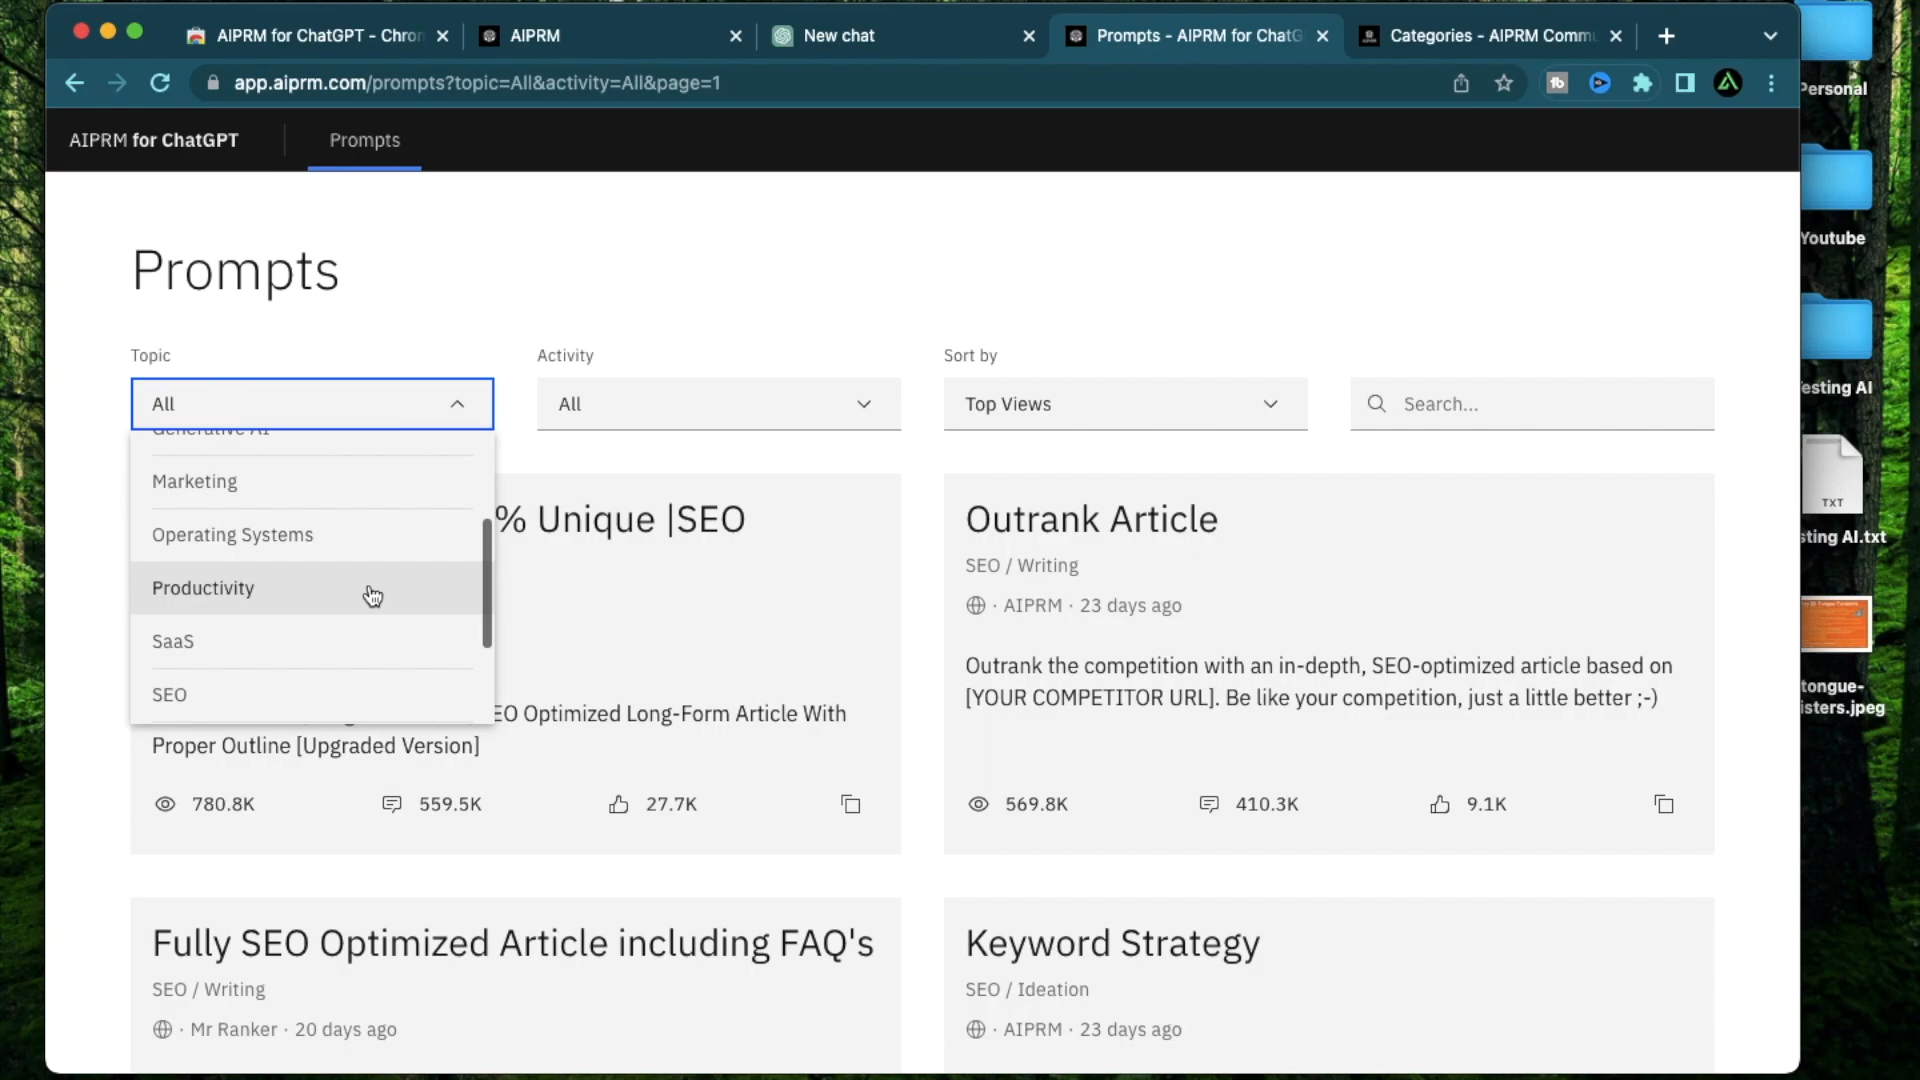 AIPRM for ChatGPT - Chron
AIPRM
New chat
Prompts - AIPRM for ChatG
Categories - AIPRM Commu
app.aiprm.com/prompts?topic=All&activity=All&page=1
AIPRM for ChatGPT
Prompts
Prompts
Topic
Activity
Sort by
All
All
Top Views
Search...
Generative AI
Marketing
Operating Systems
Productivity
SaaS
SEO
% Unique |SEO
EO Optimized Long-Form Article With
Proper Outline [Upgraded Version]
780.8K
559.5K
27.7K
Outrank Article
SEO / Writing
· AIPRM · 23 days ago
Outrank the competition with an in-depth, SEO-optimized article based on
[YOUR COMPETITOR URL]. Be like your competition, just a little better ;-)
569.8K
410.3K
9.1K
Fully SEO Optimized Article including FAQ's
SEO / Writing
· Mr Ranker · 20 days ago
Keyword Strategy
SEO / Ideation
· AIPRM · 23 days ago
Personal
Youtube
esting AI
TXT
sting AI.txt
tongue-
isters.jpeg